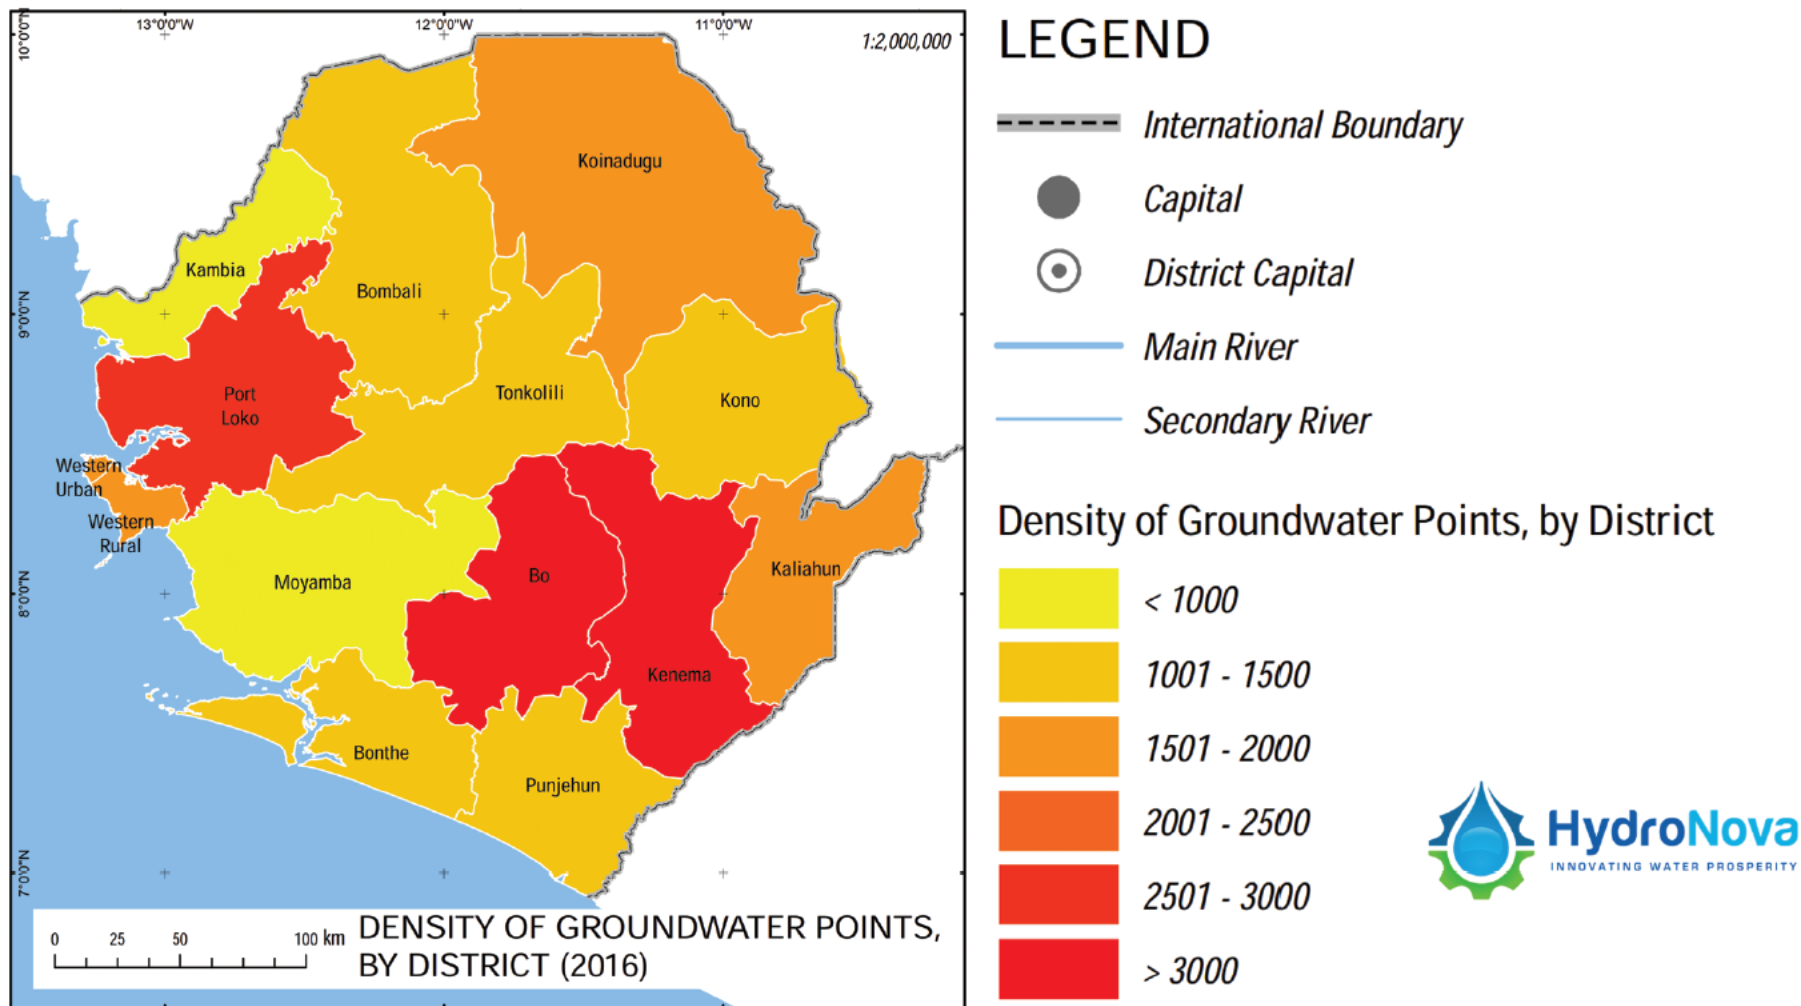 13°0'0"W
12°0'0"W
11°0'0"W
10°0'0"N
9°0'0"N
8°0'0"N
7°0'0"N
1:2,000,000
Koinadugu
Kambia
Bombali
Port
Loko
Tonkolili
Kono
Western
Urban
Western
Rural
Moyamba
Bo
Kaliahun
Kenema
Bonthe
Punjehun
0 25 50 100 km
DENSITY OF GROUNDWATER POINTS,
BY DISTRICT (2016)
LEGEND
International Boundary
Capital
District Capital
Main River
Secondary River
Density of Groundwater Points, by District
< 1000
1001 - 1500
1501 - 2000
2001 - 2500
2501 - 3000
> 3000
HydroNova
INNOVATING WATER PROSPERITY